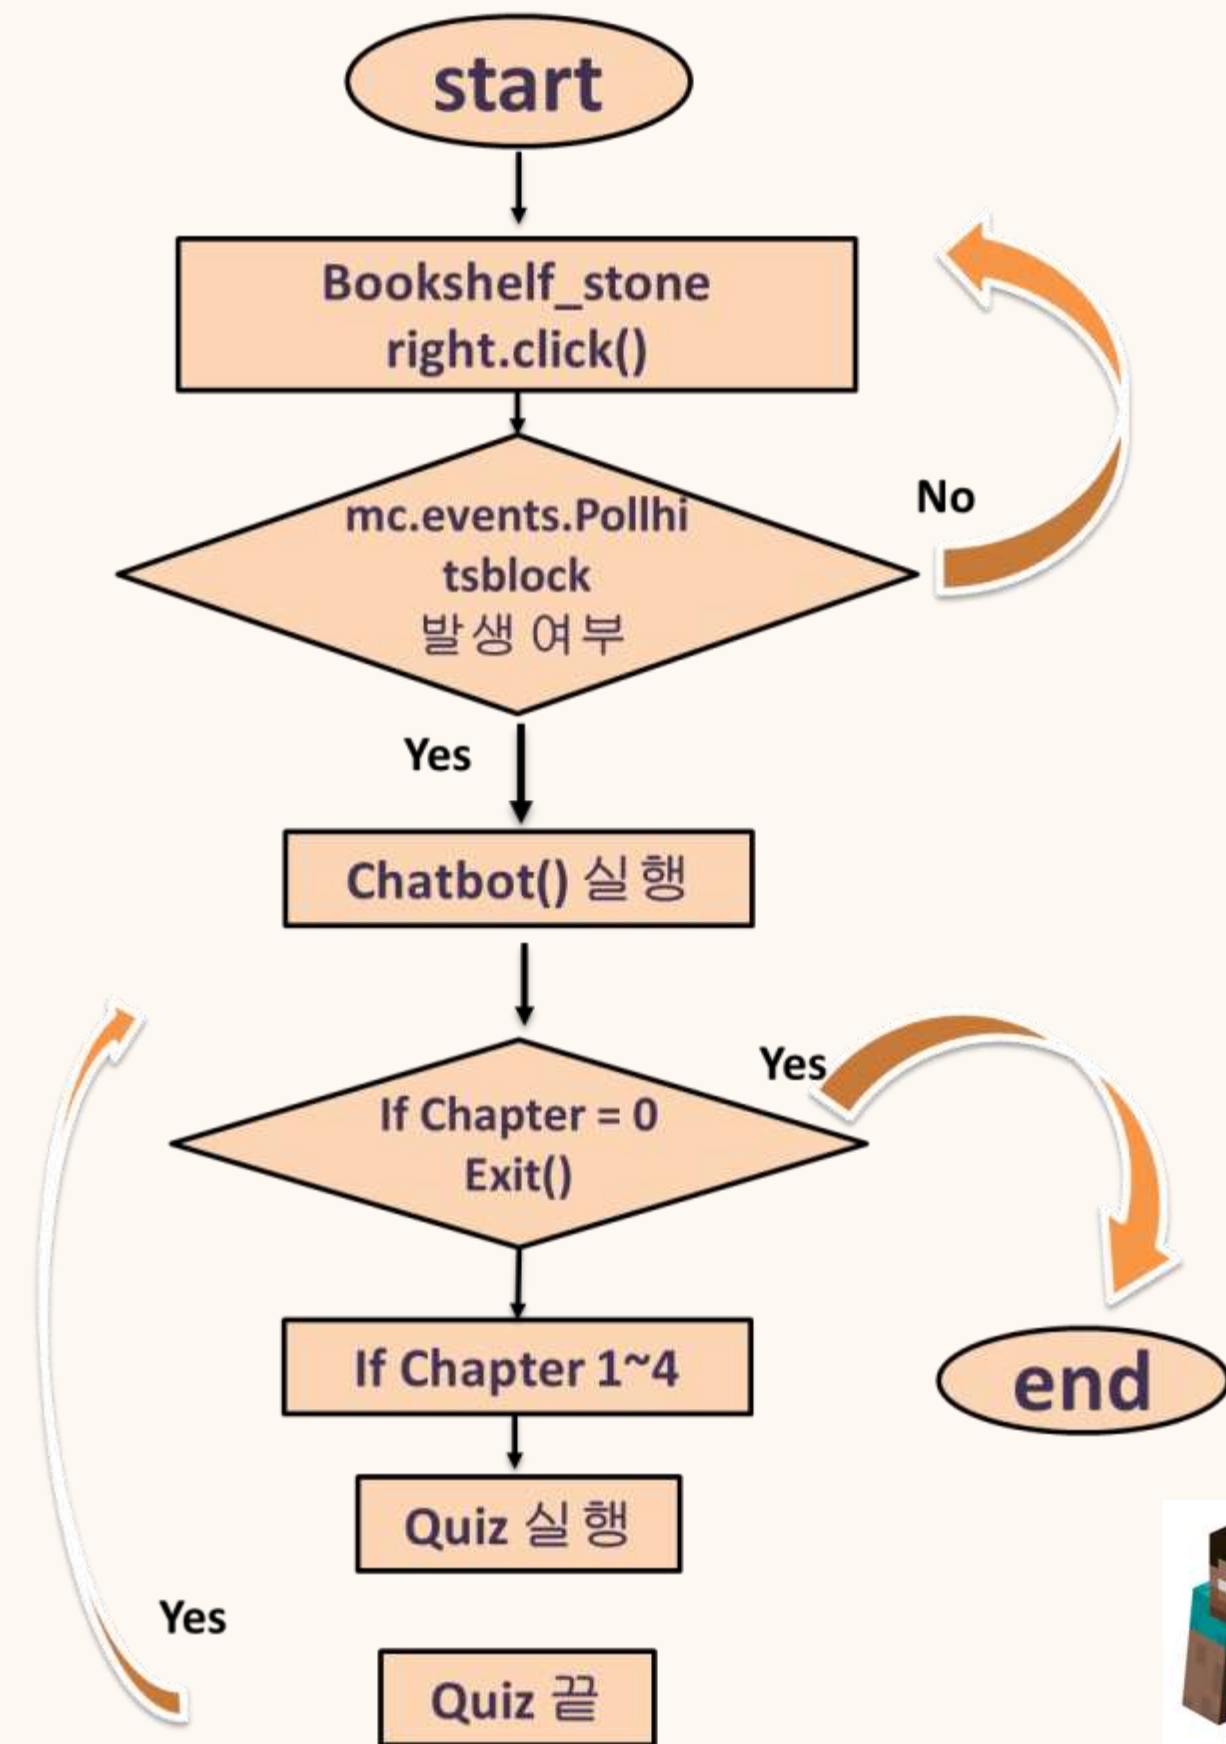 start
Bookshelf_stone
right.click()
No
mc.events.Pollhi
tsblock
발생 여부
Yes
Chatbot() 실행
Yes
If Chapter = 0
Exit()
If Chapter 1~4
end
Quiz 실행
Yes
Quiz 끝